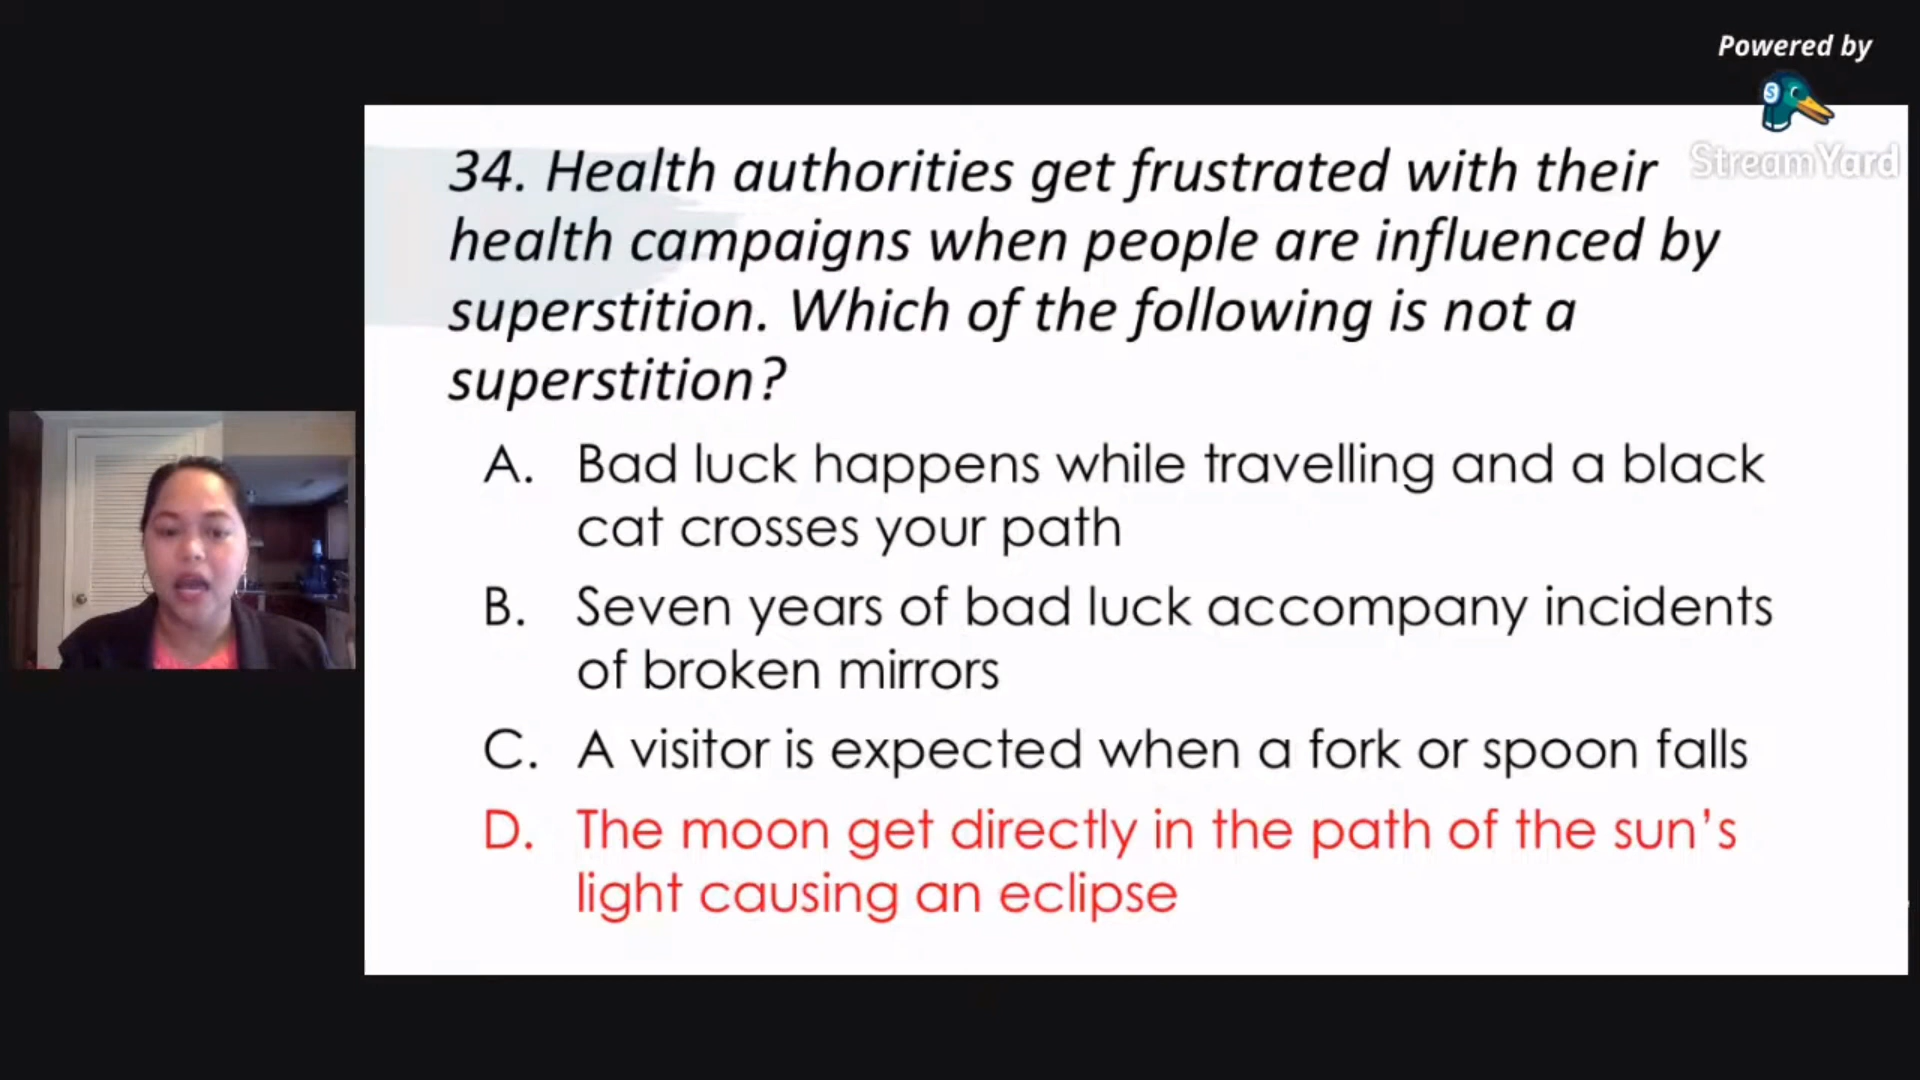 Powered by
StreamYard
34. Health authorities get frustrated with their
health campaigns when people are influenced by
superstition. Which of the following is not a
superstition?
A. Bad luck happens while travelling and a black
cat crosses your path
B. Seven years of bad luck accompany incidents
of broken mirrors
C. A visitor is expected when a fork or spoon falls
D. The moon get directly in the path of the sun's
light causing an eclipse